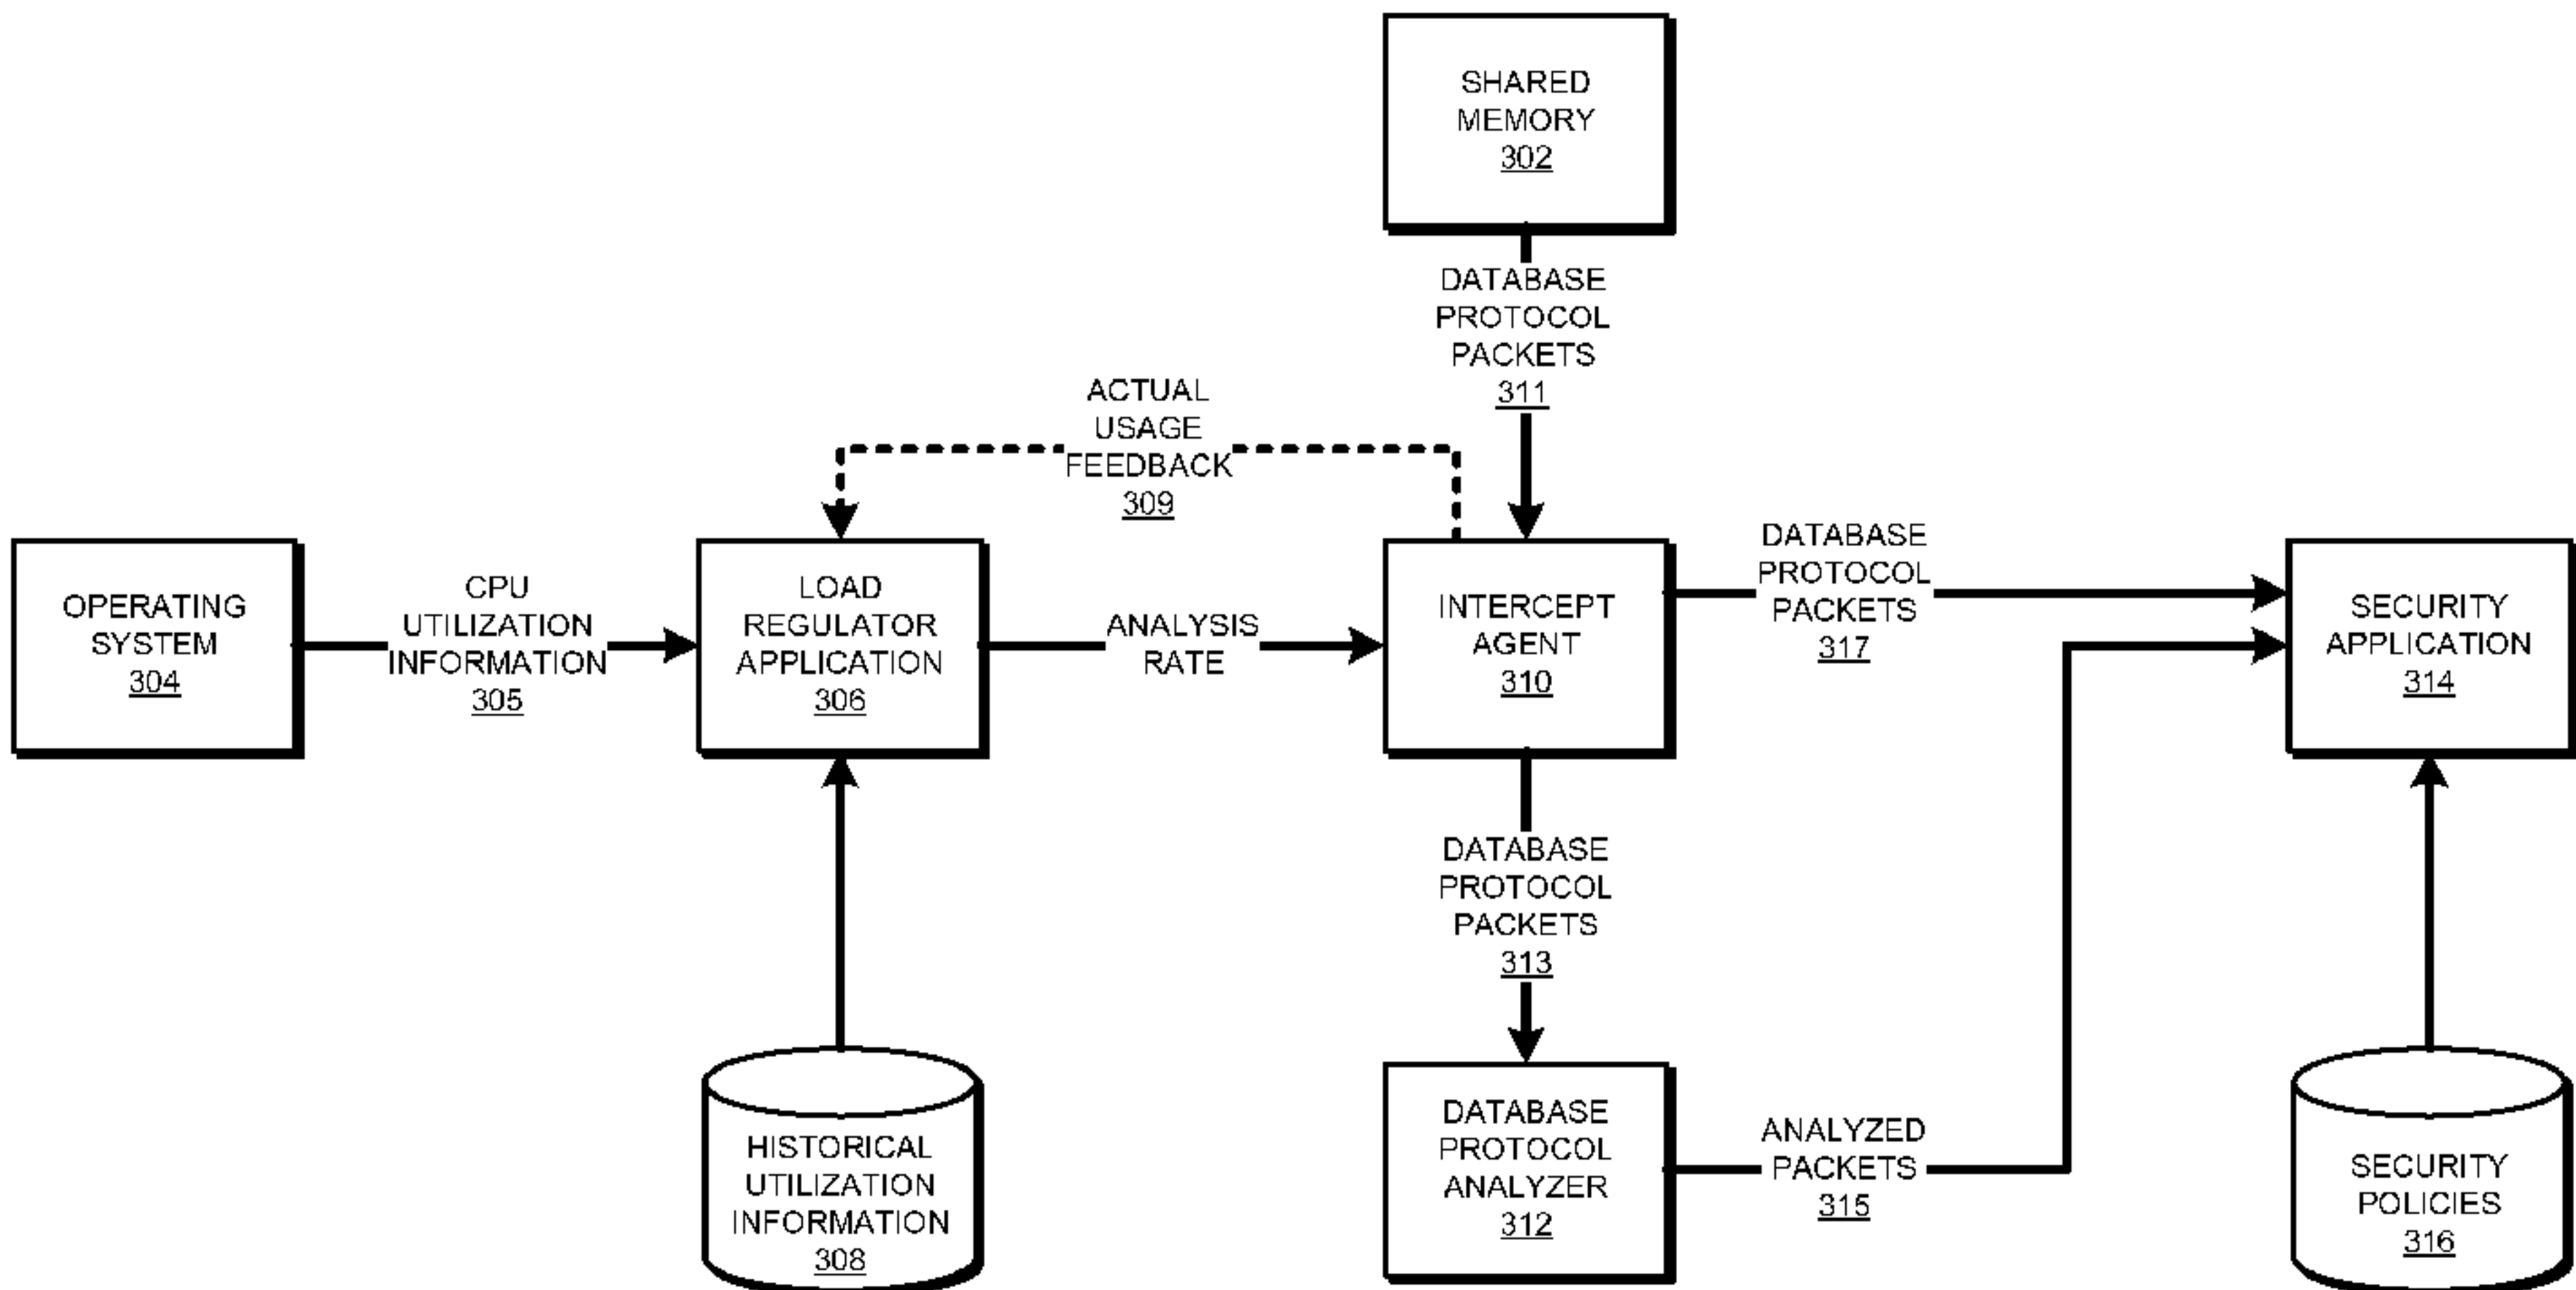 SHARED
MEMORY
302
DATABASE
PROTOCOL
PACKETS
311
ACTUAL
USAGE
FEEDBACK
309
OPERATING
SYSTEM
304
CPU
UTILIZATION
INFORMATION
305
LOAD
REGULATOR
APPLICATION
306
ANALYSIS
RATE
INTERCEPT
AGENT
310
DATABASE
PROTOCOL
PACKETS
317
SECURITY
APPLICATION
314
DATABASE
PROTOCOL
PACKETS
313
HISTORICAL
UTILIZATION
INFORMATION
308
DATABASE
PROTOCOL
ANALYZER
312
ANALYZED
PACKETS
315
SECURITY
POLICIES
316